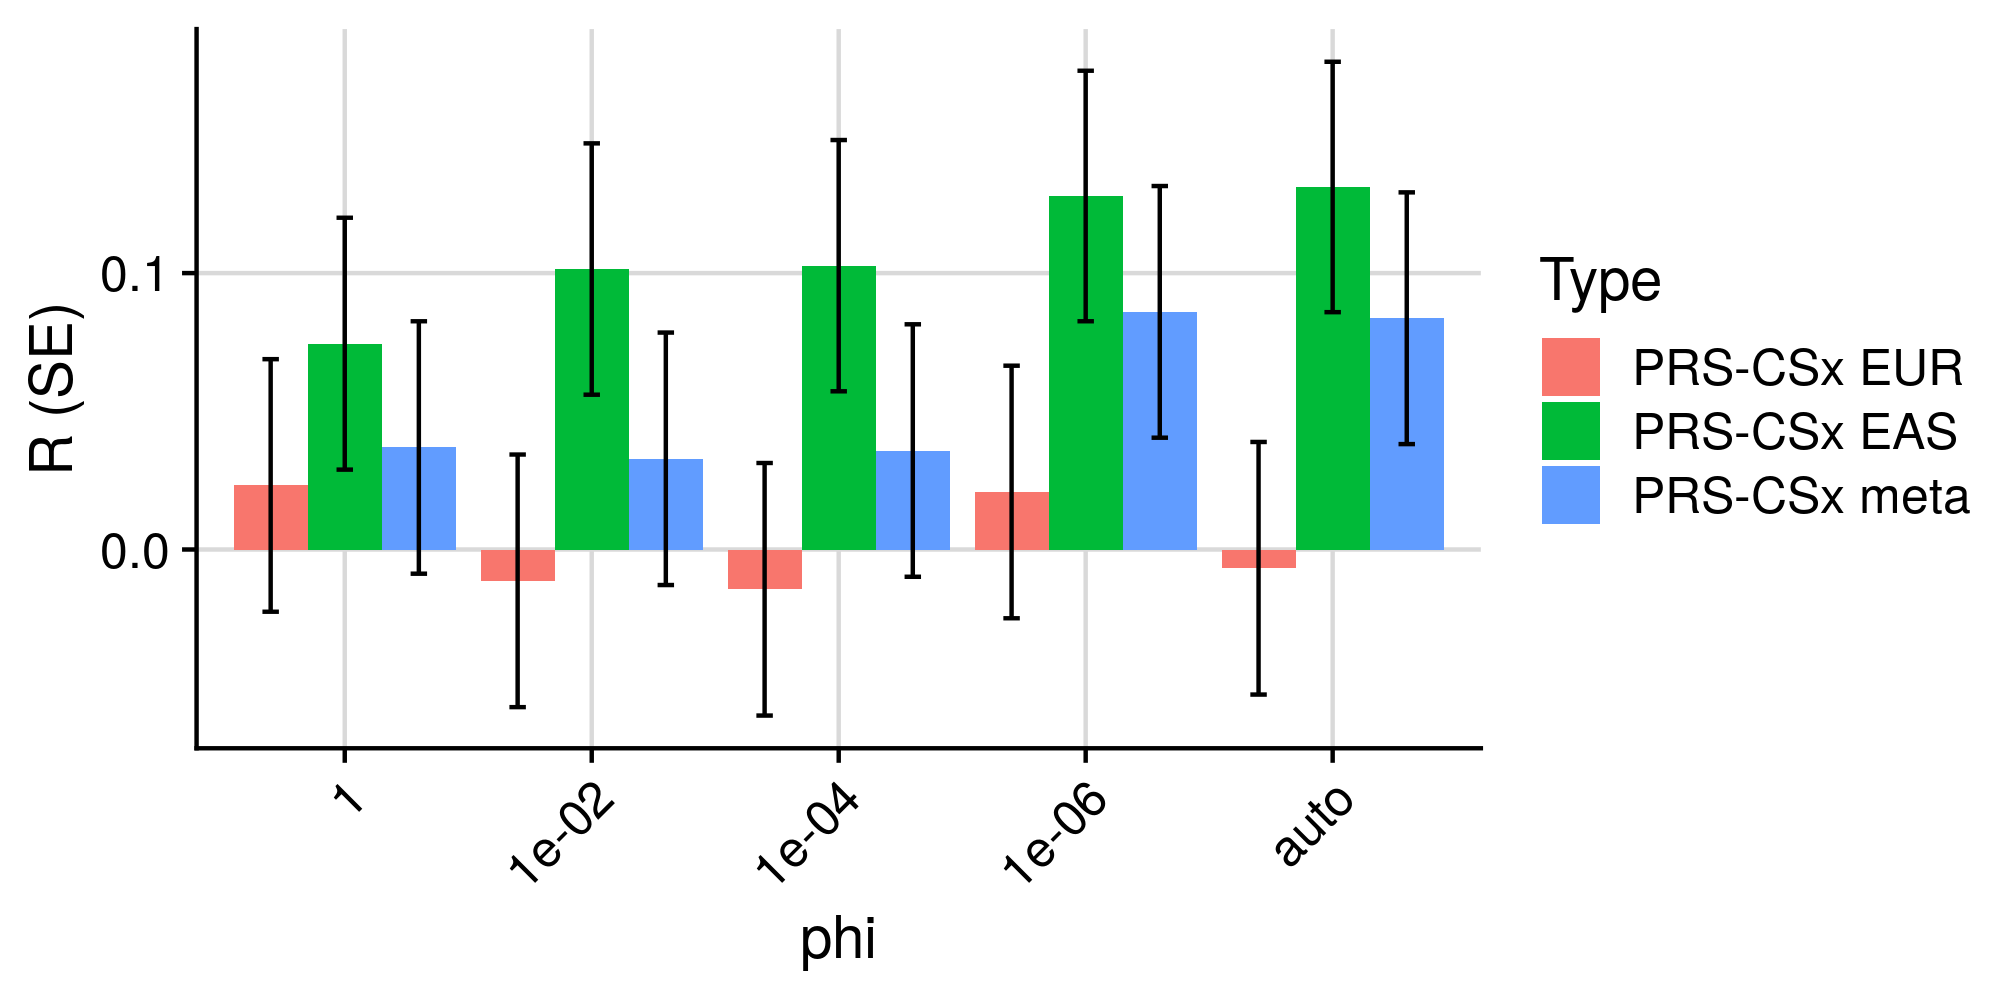 R (SE)
0.1
0.0
1
1e-02
1e-04
1e-06
auto
phi
Type
PRS-CSx EUR
PRS-CSx EAS
PRS-CSx meta